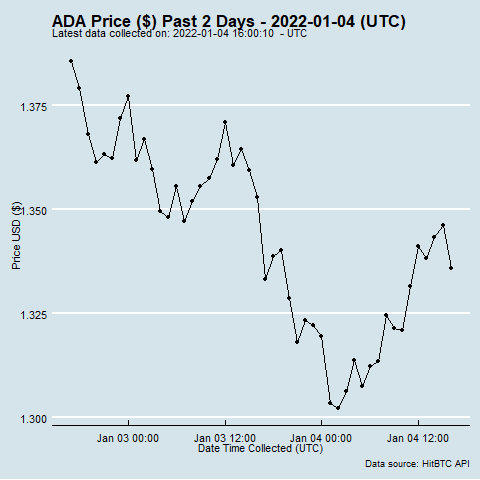 ADA Price ($) Past 2 Days - 2022-01-04 (UTC)
Latest data collected on: 2022-01-04 16:00:10  - UTC
1.375
1.350
1.325
1.300
Price USD ($)
Jan 03 00:00
Jan 03 12:00
Jan 04 00:00
Jan 04 12:00
Date Time Collected (UTC)
Data source: HitBTC API